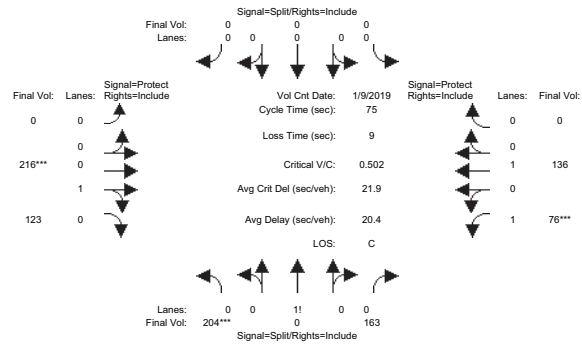 Signal=Split/Rights=Include
Final Vol: 0 0 0
Lanes: 0 0 0 0 0
Signal=Protect
Final Vol: Lanes: Rights=Include
Vol Cnt Date: 1/9/2019
Signal=Protect
Rights=Include Lanes: Final Vol:
0 0
Cycle Time (sec): 75
0 0
0
Loss Time (sec): 9
0
216*** 0
Critical V/C: 0.502
1 136
1
Avg Crit Del (sec/veh): 21.9
0
123 0
Avg Delay (sec/veh): 20.4
1 76***
LOS: C
Lanes: 0 0 1! 0 0
Final Vol: 204*** 0 163
Signal=Split/Rights=Include